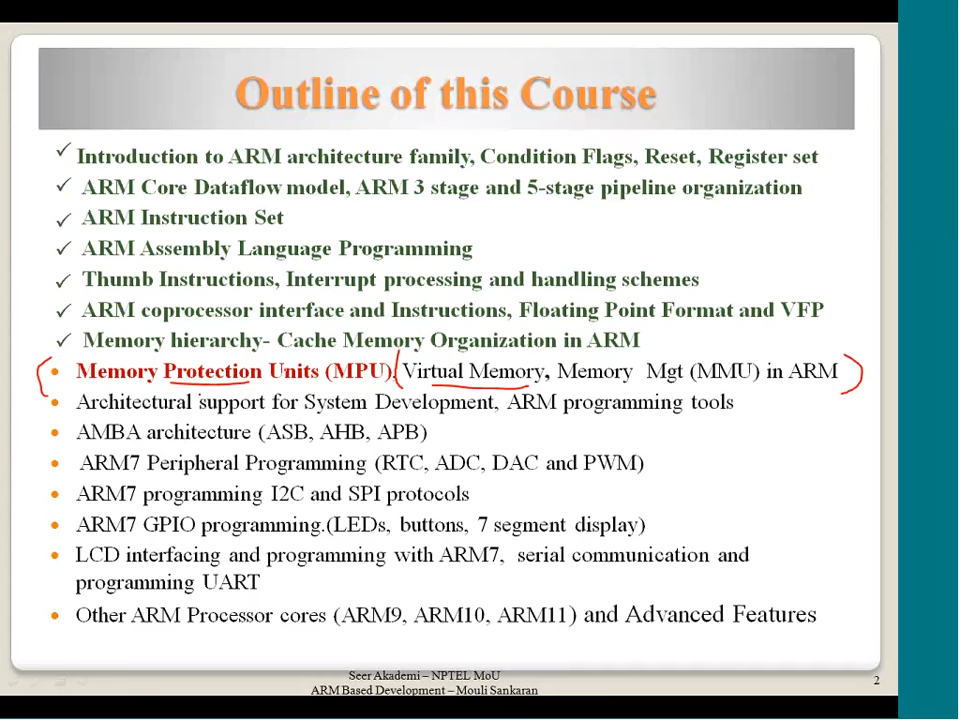 Outline of this Course
Introduction to ARM architecture family, Condition Flags, Reset, Register set
ARM Core Dataflow model, ARM 3 stage and 5-stage pipeline organization
ARM Instruction Set
ARM Assembly Language Programming
Thumb Instructions, Interrupt processing and handling schemes
ARM coprocessor interface and Instructions, Floating Point Format and VFP
Memory hierarchy- Cache Memory Organization in ARM
Memory Protection Units (MPU), Virtual Memory, Memory Mgt (MMU) in ARM
Architectural support for System Development, ARM programming tools
AMBA architecture (ASB, AHB, APB)
ARM7 Peripheral Programming (RTC, ADC, DAC and PWM)
ARM7 programming I2C and SPI protocols
ARM7 GPIO programming.(LEDs, buttons, 7 segment display)
LCD interfacing and programming with ARM7, serial communication and
programming UART
Other ARM Processor cores (ARM9, ARM10, ARM11) and Advanced Features
Seer Akademi – NPTEL MoU
ARM Based Development – Mouli Sankaran
2